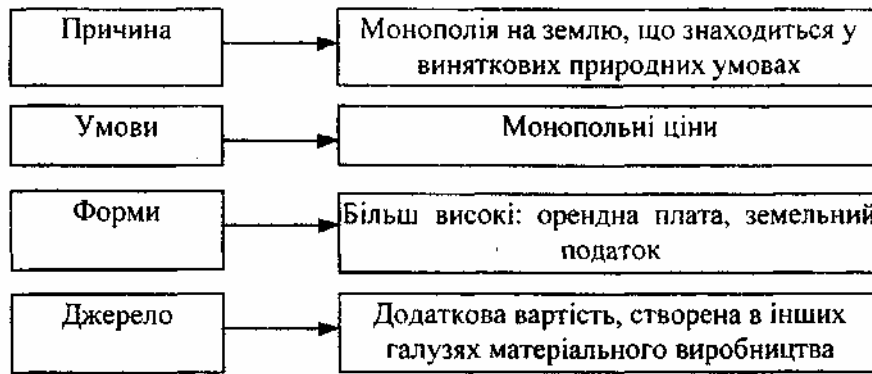 Причина
Монополія на землю, що знаходиться у
виняткових природних умовах
Умови
Монопольні ціни
Форми
Більш високі: орендна плата, земельний
податок
Джерело
Додаткова вартість, створена в інших
галузях матеріального виробництва